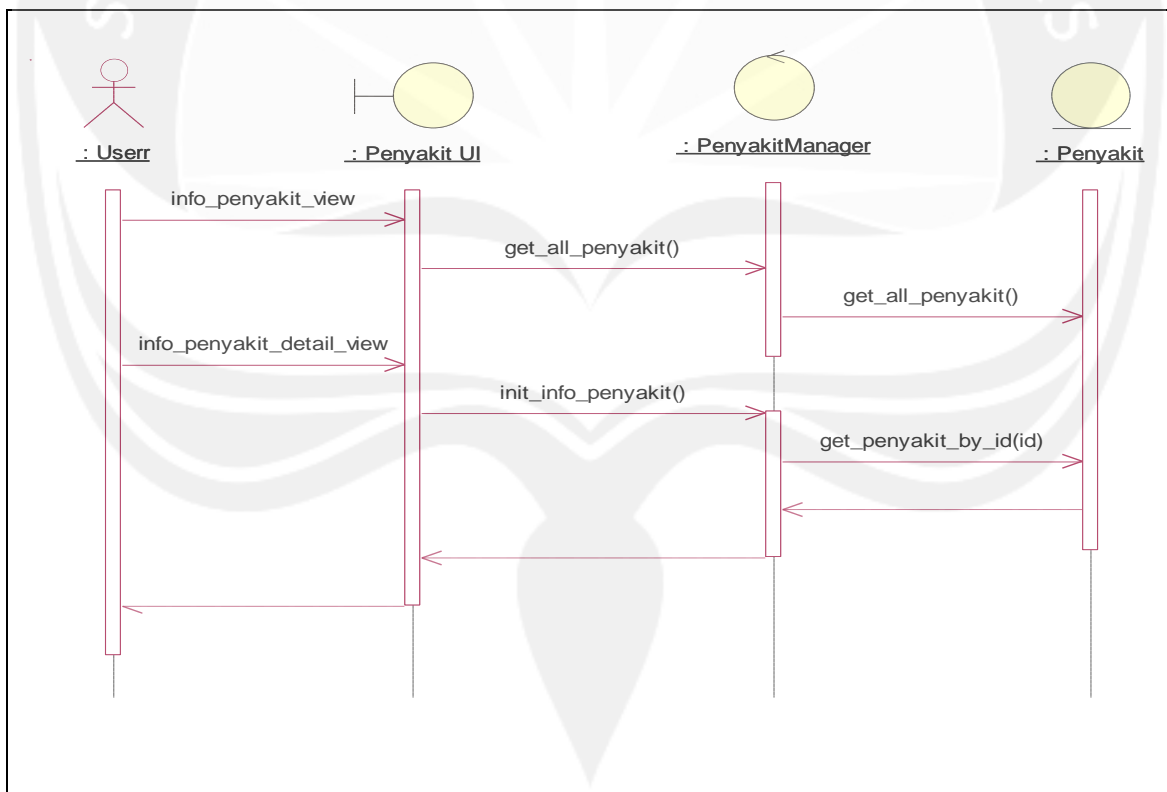 : Userr
: Penyakit UI
: PenyakitManager
: Penyakit
info_penyakit_view
get_all_penyakit()
get_all_penyakit()
info_penyakit_detail_view
init_info_penyakit()
get_penyakit_by_id(id)